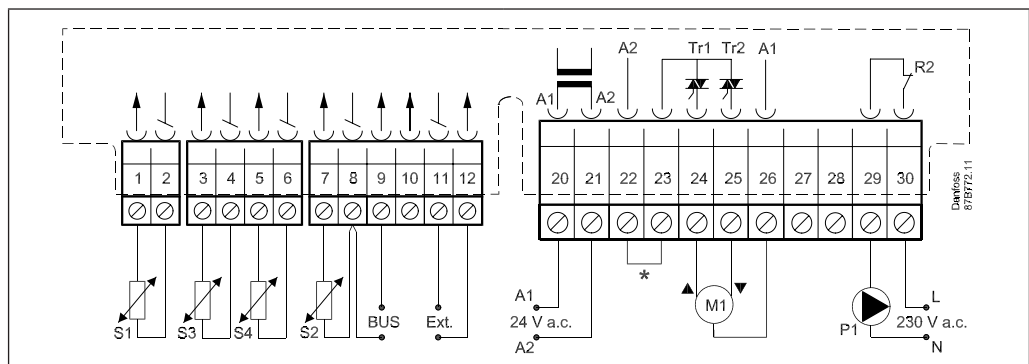 A2 Tr1 Tr2 A1
R2
A1 A2
1 2 3 4 5 6 7 8 9 10 11 12
20 21 22 23 24 25 26 27 28 29 30
Danfoss
87B772.11
*
S1 S3 S4 S2 BUS Ext.
A1
24 V a.c.
A2
M1
P1
L
230 V a.c.
N